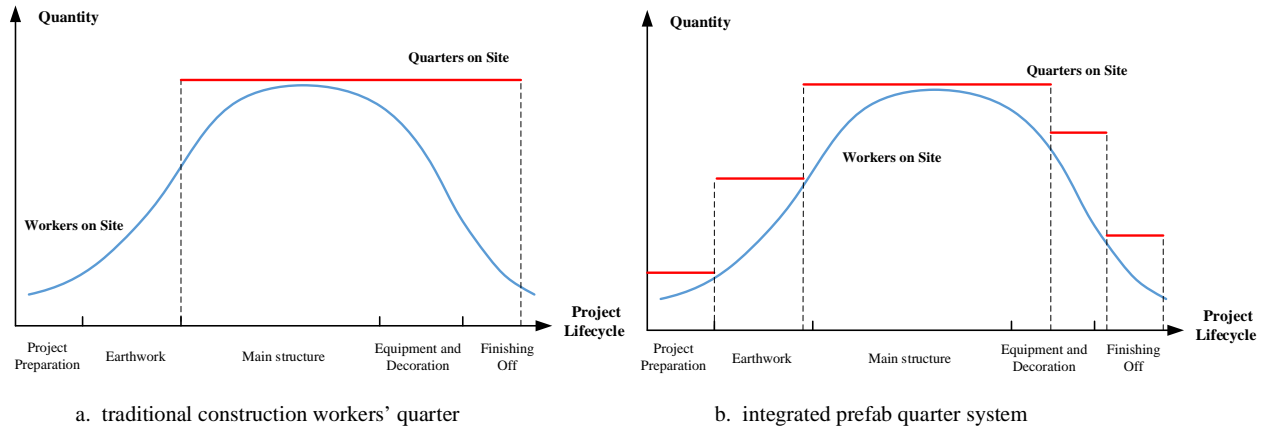 Quantity
Quarters on Site
Workers on Site
Project
Lifecycle
Project
Preparation
Earthwork
Main structure
Equipment and
Decoration
Finishing
Off
a. traditional construction workers’ quarter
Quantity
Quarters on Site
Workers on Site
Project
Lifecycle
Project
Preparation
Earthwork
Main structure
Equipment and
Decoration
Finishing
Off
b. integrated prefab quarter system